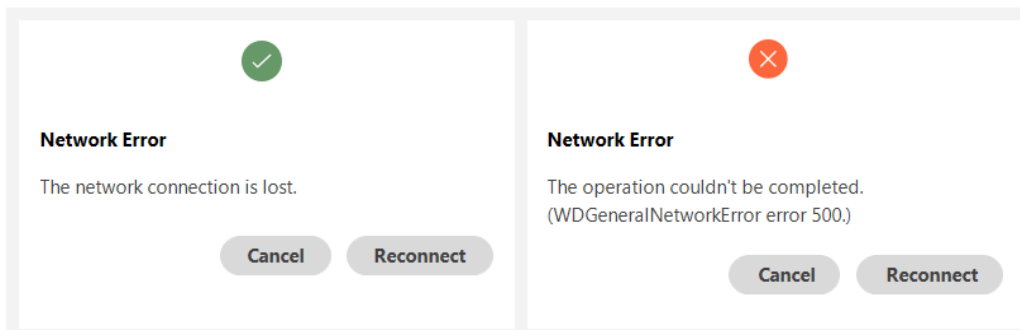 Network Error
The network connection is lost.
Cancel
Reconnect
Network Error
The operation couldn't be completed.
(WDGeneralNetworkError error 500.)
Cancel
Reconnect